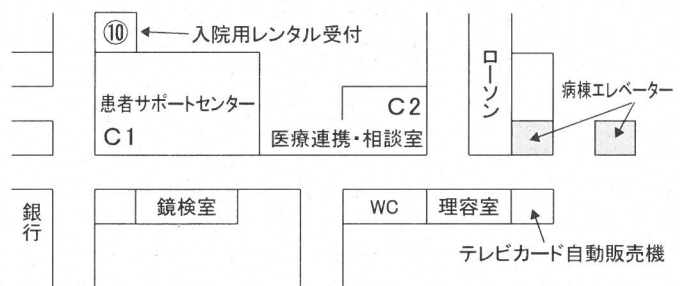 ⑩
入院用レンタル受付
患者サポートセンター
C1
C2
医療連携・相談室
ローソン
病棟エレベーター
銀行
鏡検室
WC
理容室
テレビカード自動販売機